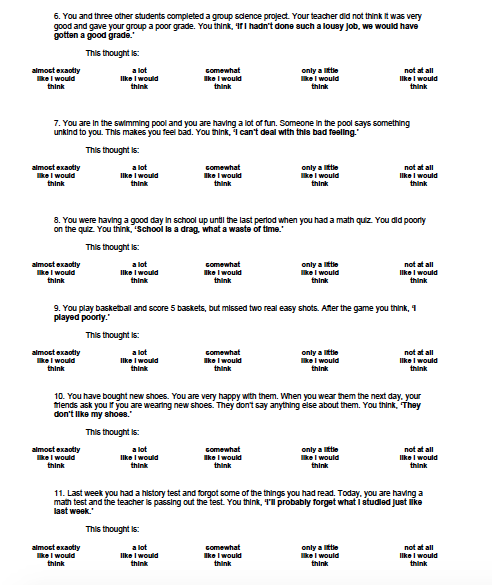 6. You and three other students completed a group science project. Your teacher did not think it was very
good and gave your group a poor grade. You think, 'If I hadn't done such a lousy job, we would have
gotten a good grade.'
This thought is:
almost exactly a lot somewhat only a little not at all
like I would like I would like I would like I would like I would
think think think think think
7. You are in the swimming pool and you are having a lot of fun. Someone in the pool says something
unkind to you. This makes you feel bad. You think, 'I can't deal with this bad feeling.'
This thought is:
almost exactly a lot somewhat only a little not at all
like I would like I would like I would like I would like I would
think think think think think
8. You were having a good day in school up until the last period when you had a math quiz. You did poorly
on the quiz. You think, 'School is a drag, what a waste of time.'
This thought is:
almost exactly a lot somewhat only a little not at all
like I would like I would like I would like I would like I would
think think think think think
9. You play basketball and score 5 baskets, but missed two real easy shots. After the game you think, 'I
played poorly.'
This thought is:
almost exactly a lot somewhat only a little not at all
like I would like I would like I would like I would like I would
think think think think think
10. You have bought new shoes. You are very happy with them. When you wear them the next day, your
friends ask you if you are wearing new shoes. They don't say anything else about them. You think, 'They
don't like my shoes.'
This thought is:
almost exactly a lot somewhat only a little not at all
like I would like I would like I would like I would like I would
think think think think think
11. Last week you had a history test and forgot some of the things you had read. Today, you are having a
math test and the teacher is passing out the test. You think, 'I'll probably forget what I studied just like
last week.'
This thought is:
almost exactly a lot somewhat only a little not at all
like I would like I would like I would like I would like I would
think think think think think